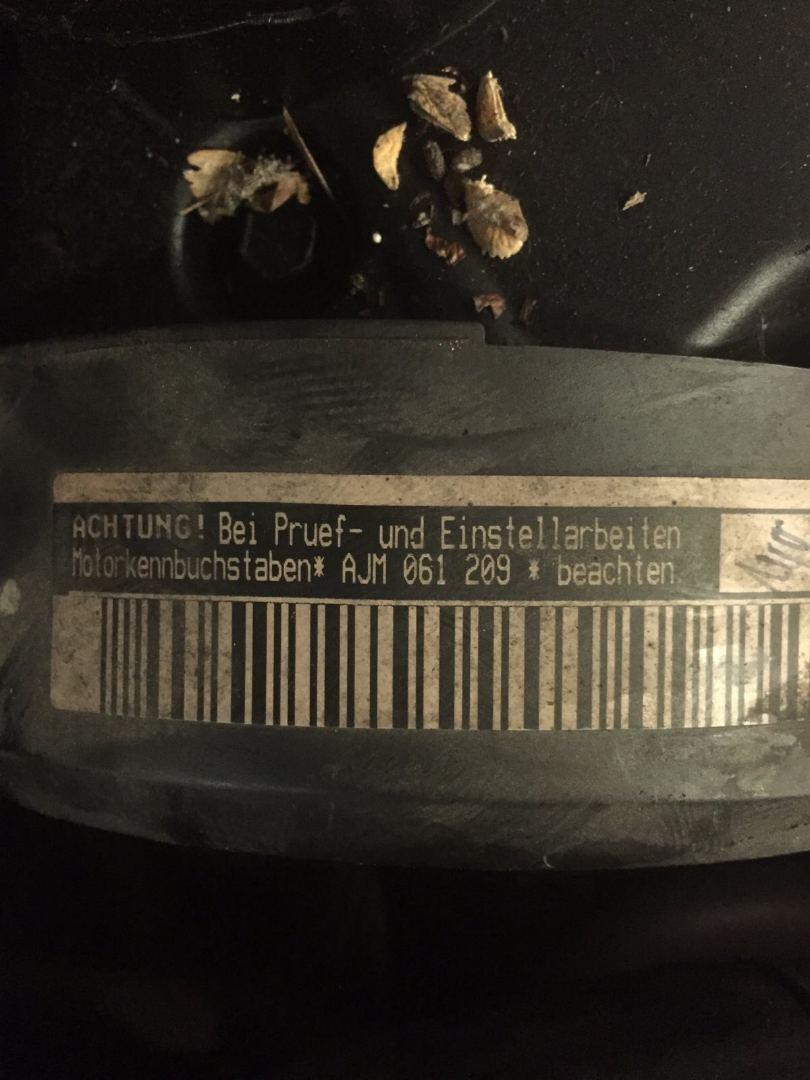 ACHTUNG! Bei Pruef- und Einstellarbeiten
Motorkennbuchstaben* AJM 061 209 * beachten